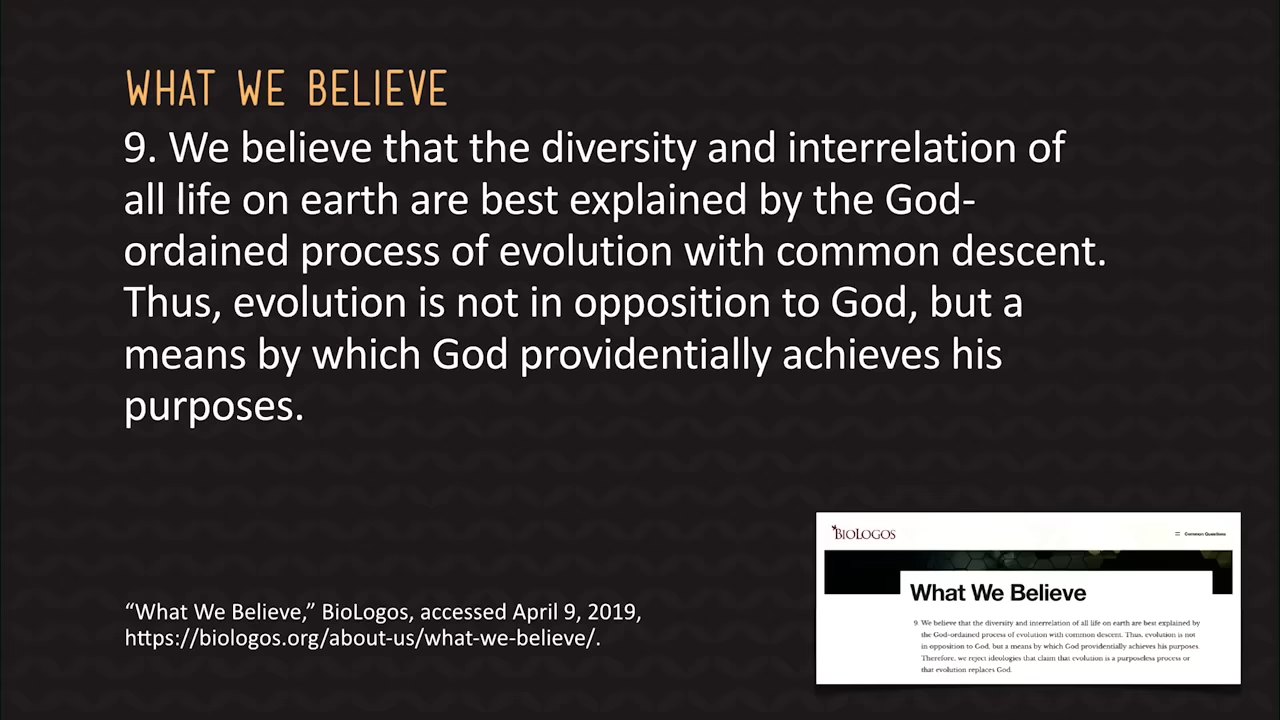 WHAT WE BELIEVE
9. We believe that the diversity and interrelation of
all life on earth are best explained by the God-
ordained process of evolution with common descent.
Thus, evolution is not in opposition to God, but a
means by which God providentially achieves his
purposes.
“What We Believe,” BioLogos, accessed April 9, 2019,
https://biologos.org/about-us/what-we-believe/.
BIOLOGOS
Common Questions
What We Believe
9. We believe that the diversity and interrelation of all life on earth are best explained by
the God-ordained process of evolution with common descent. Thus, evolution is not
in opposition to God, but a means by which God providentially achieves his purposes.
Therefore, we reject ideologies that claim that evolution is a purposeless process or
that evolution replaces God.